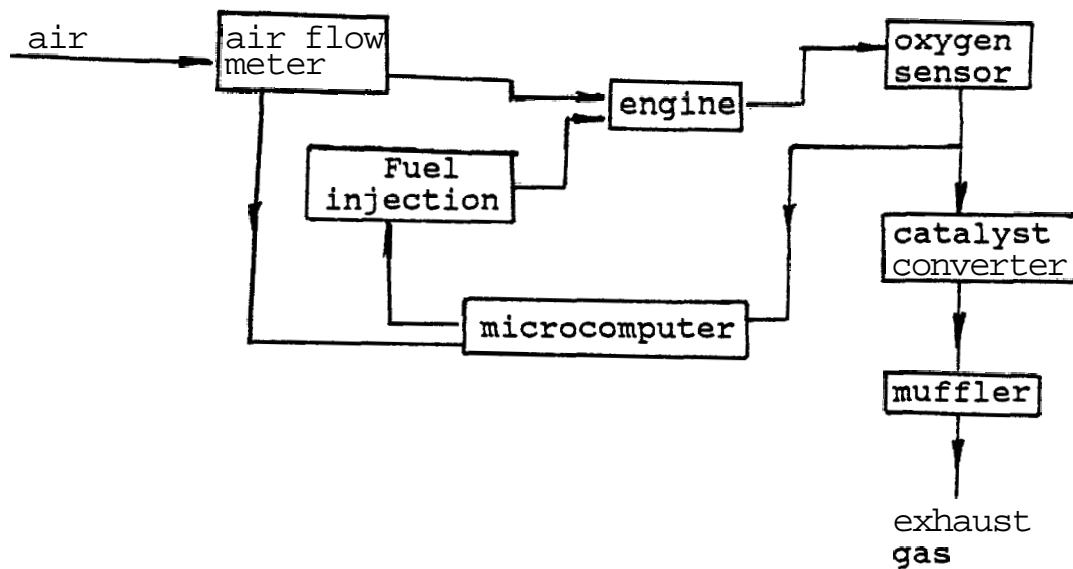 air
air flow
meter
oxygen
sensor
engine
Fuel
injection
catalyst
converter
microcomputer
muffler
exhaust
gas